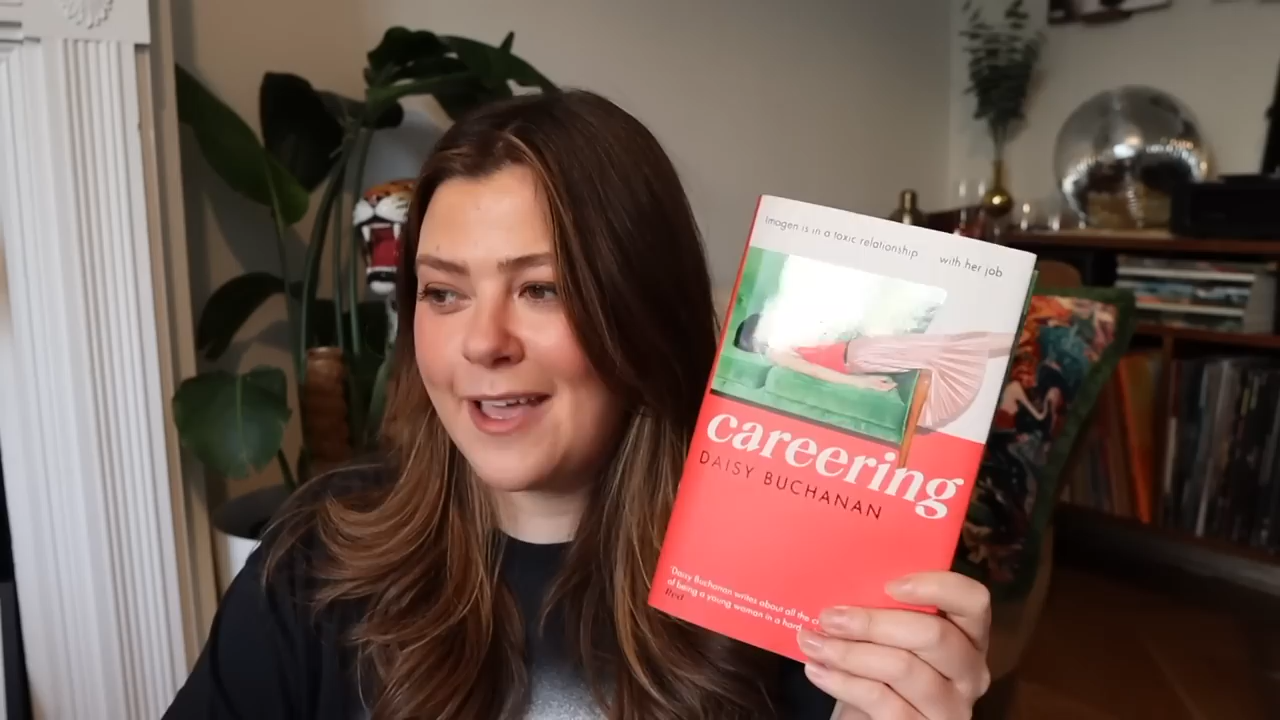 Imogen is in a toxic relationship with her job
careering
DAISY BUCHANAN
'Daisy Buchanan writes about all the
of being a young woman in a hard
Red